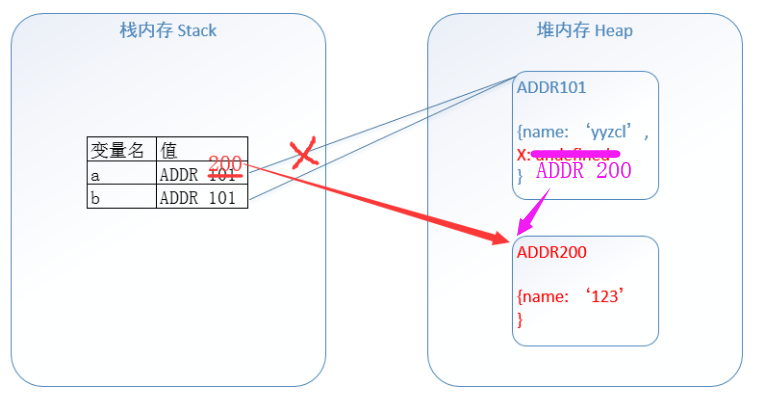 栈内存 Stack
变量名 值
200
a ADDR 101
b ADDR 101
堆内存 Heap
ADDR101
{name: ‘yyzcl’,
X: undefined
}
ADDR 200
ADDR200
{name: ‘123’
}